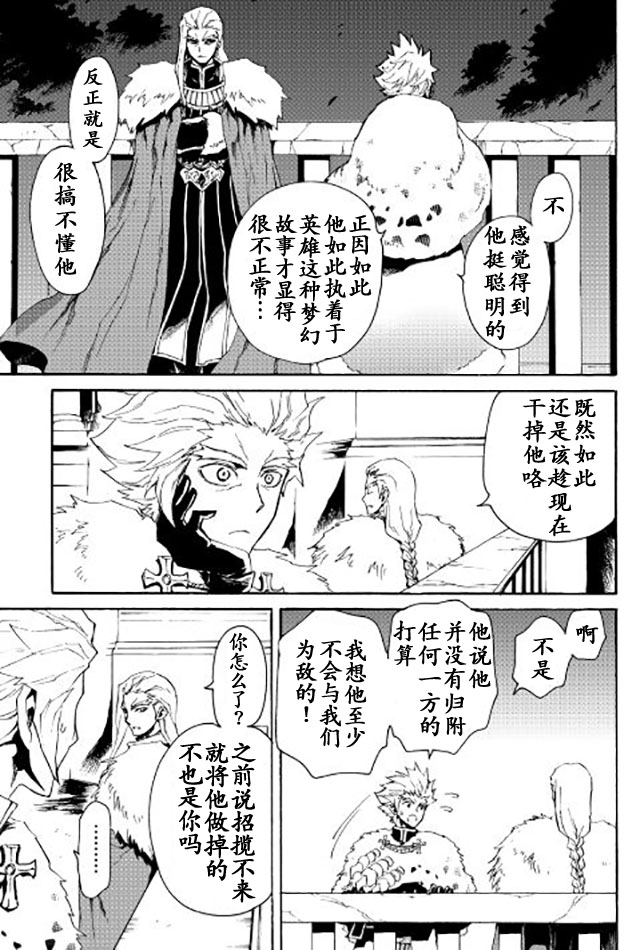 不
感觉得到
他挺聪明的
正因如此
他如此执着于
英雄这种梦幻
故事才显得
很不正常…
反正就是
很搞不懂他
既然如此
还是该趁现在
干掉他咯
啊
不是
他说他
并没有归附
任何一方的
打算
我想他至少
不会与我们
为敌的！
你怎么了？
之前说招揽不来
就将他做掉的
不也是你吗
……